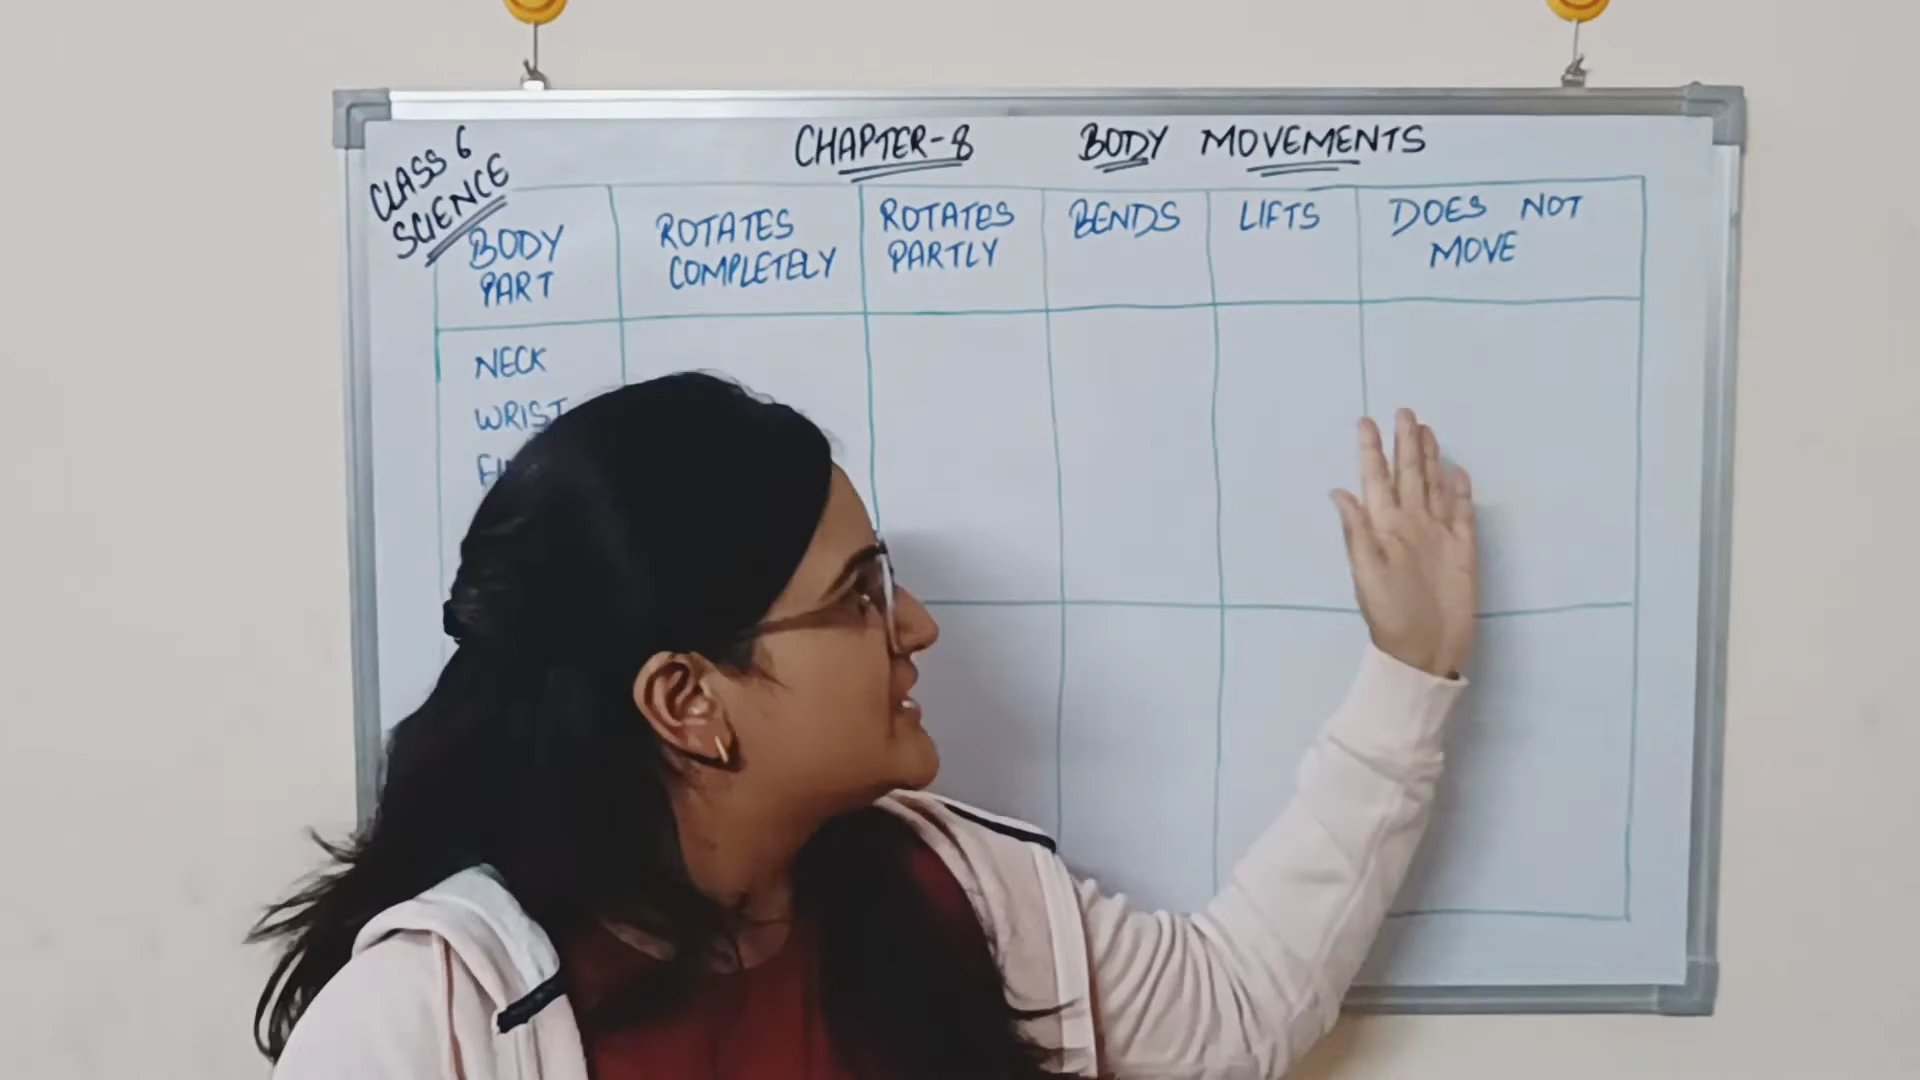 CLASS 6
SCIENCE
CHAPTER-8 BODY MOVEMENTS
BODY
PART
ROTATES
COMPLETELY
ROTATES
PARTLY
BENDS
LIFTS
DOES NOT
MOVE
NECK
WRIST